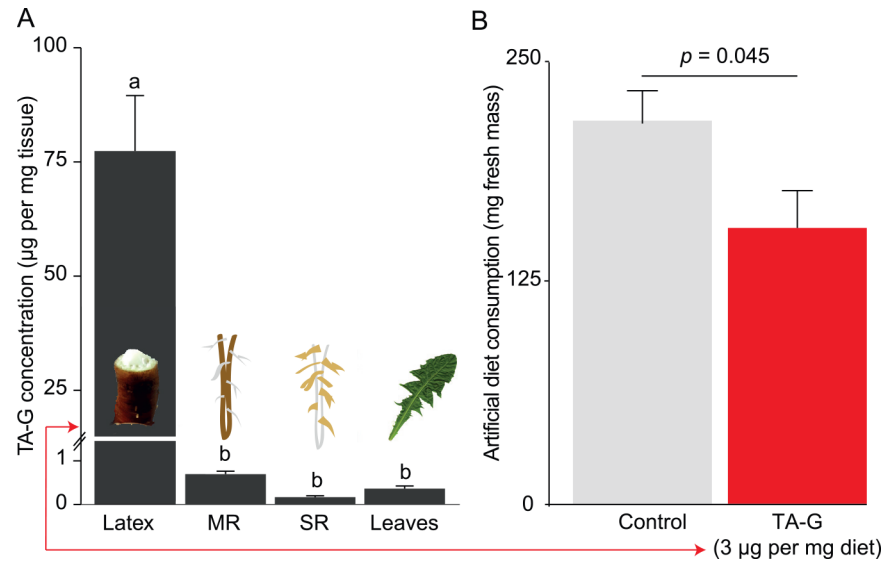 A
TA-G concentration (µg per mg tissue)
100
75
50
25
1
0
a
b
b
b
Latex MR SR Leaves
B
Artificial diet consumption (mg fresh mass)
250
125
0
p = 0.045
Control TA-G
(3 µg per mg diet)